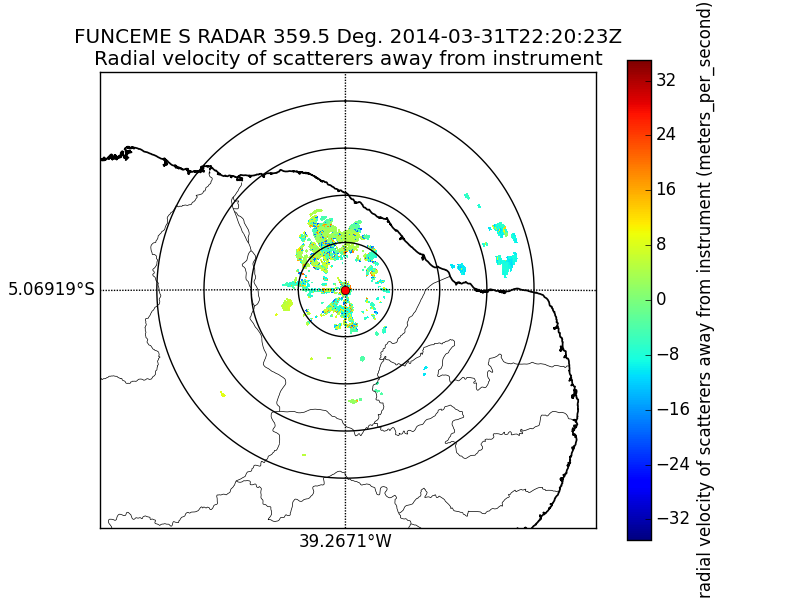 FUNCEME S RADAR 359.5 Deg. 2014-03-31T22:20:23Z
Radial velocity of scatterers away from instrument
5.06919°S
39.2671°W
32
24
16
8
0
−8
−16
−24
−32
radial velocity of scatterers away from instrument (meters_per_second)